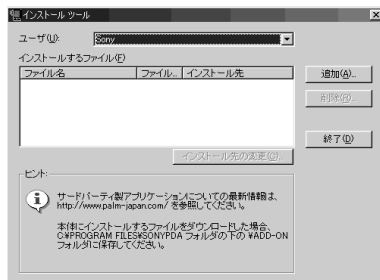 インストール ツール
ユーザ(U):
Sony
インストールするファイル(F)
ファイル名
ファイル..
インストール先
追加(A)...
削除(R)...
終了(D)
インストール先の変更(C)...
ヒント:
サードパーティ製アプリケーションについての最新情報は、
http://www.palm-japan.com/ を参照してください。
本体にインストールするファイルをダウンロードした場合、
C:¥PROGRAM FILES¥SONYPDA フォルダの下の ¥ADD-ON
フォルダに保存してください。